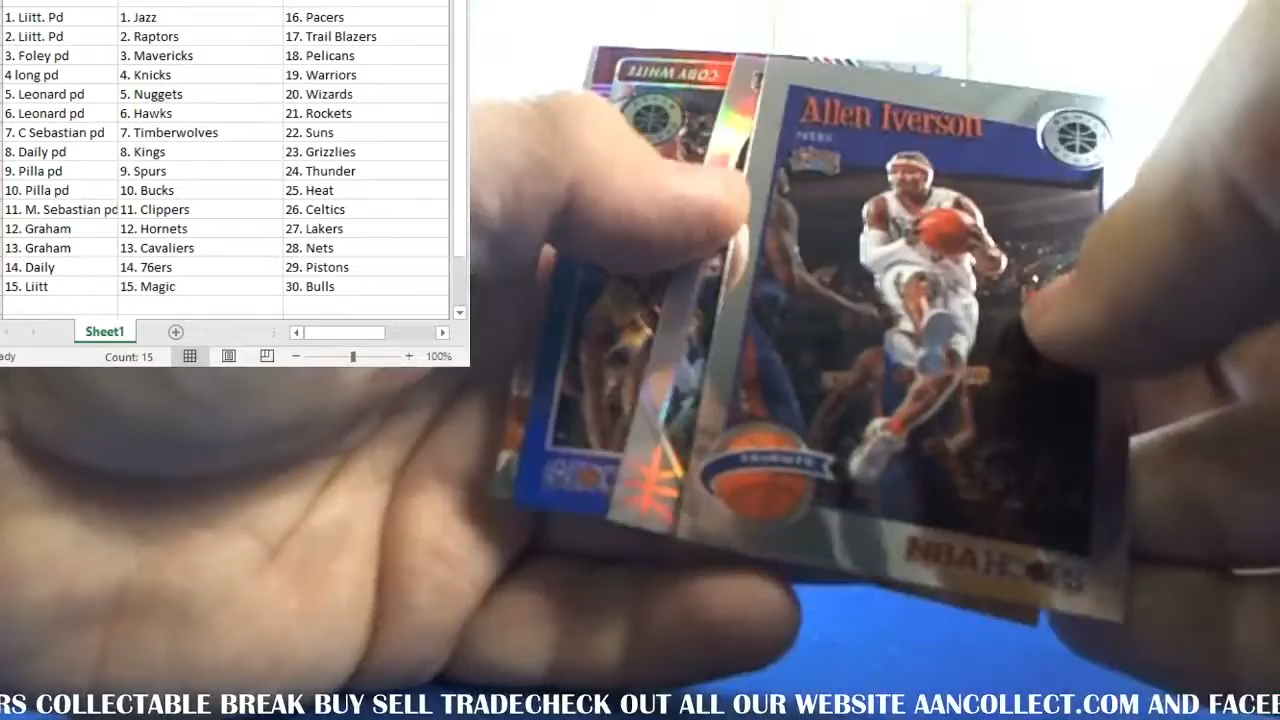 1. Liitt. Pd 1. Jazz 16. Pacers
2. Liitt. Pd 2. Raptors 17. Trail Blazers
3. Foley pd 3. Mavericks 18. Pelicans
4 long pd 4. Knicks 19. Warriors
5. Leonard pd 5. Nuggets 20. Wizards
6. Leonard pd 6. Hawks 21. Rockets
7. C Sebastian pd 7. Timberwolves 22. Suns
8. Daily pd 8. Kings 23. Grizzlies
9. Pilla pd 9. Spurs 24. Thunder
10. Pilla pd 10. Bucks 25. Heat
11. M. Sebastian pd 11. Clippers 26. Celtics
12. Graham 12. Hornets 27. Lakers
13. Graham 13. Cavaliers 28. Nets
14. Daily 14. 76ers 29. Pistons
15. Liitt 15. Magic 30. Bulls
Sheet1
ady Count: 15 100%
COBY WHITE
Allen Iverson
NBA HOOPS
RS COLLECTABLE BREAK BUY SELL TRADECHECK OUT ALL OUR WEBSITE AANCOLLECT.COM AND FACEB